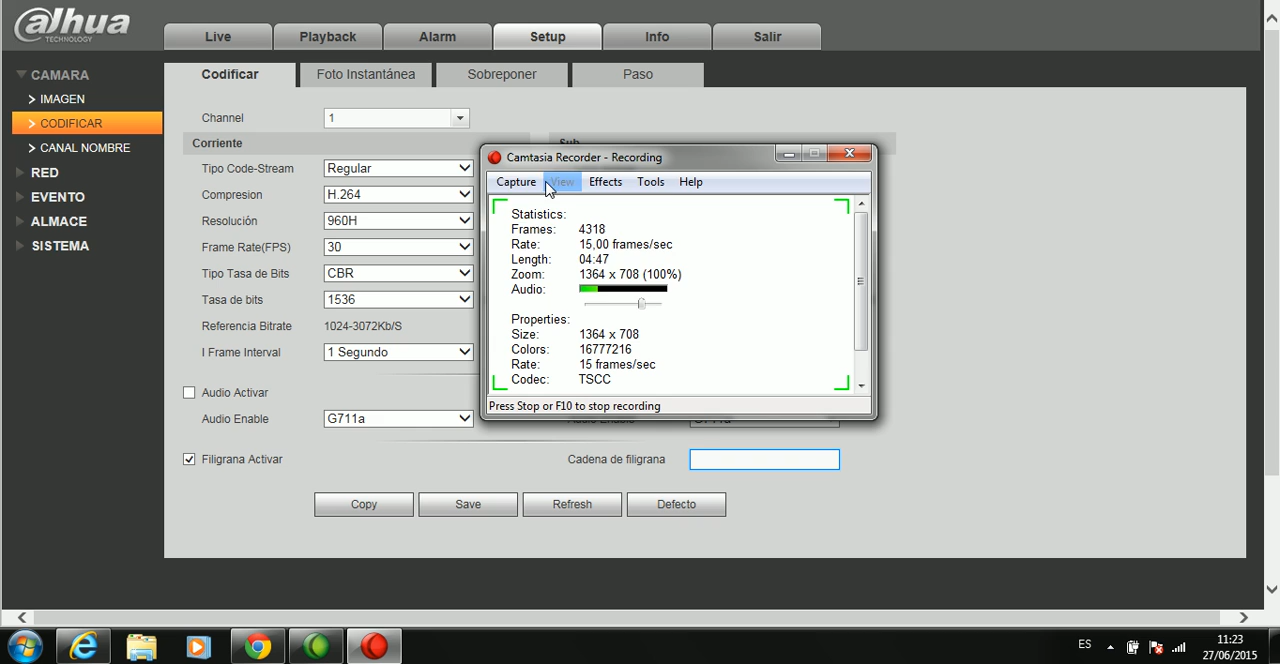 alhua
TECHNOLOGY
Live
Playback
Alarm
Setup
Info
Salir
CAMARA
IMAGEN
CODIFICAR
CANAL NOMBRE
RED
EVENTO
ALMACE
SISTEMA
Codificar
Foto Instantánea
Sobreponer
Paso
Channel 1
Corriente
Tipo Code-Stream Regular
Compresion H.264
Resolución 960H
Frame Rate(FPS) 30
Tipo Tasa de Bits CBR
Tasa de bits 1536
Referencia Bitrate 1024-3072Kb/S
I Frame Interval 1 Segundo
Audio Activar
Audio Enable G711a
Filigrana Activar
Cadena de filigrana
Copy
Save
Refresh
Defecto
Camtasia Recorder - Recording
Capture View Effects Tools Help
Statistics:
Frames: 4318
Rate: 15,00 frames/sec
Length: 04:47
Zoom: 1364 x 708 (100%)
Audio:
Properties:
Size: 1364 x 708
Colors: 16777216
Rate: 15 frames/sec
Codec: TSCC
Press Stop or F10 to stop recording
ES
11:23
27/06/2015